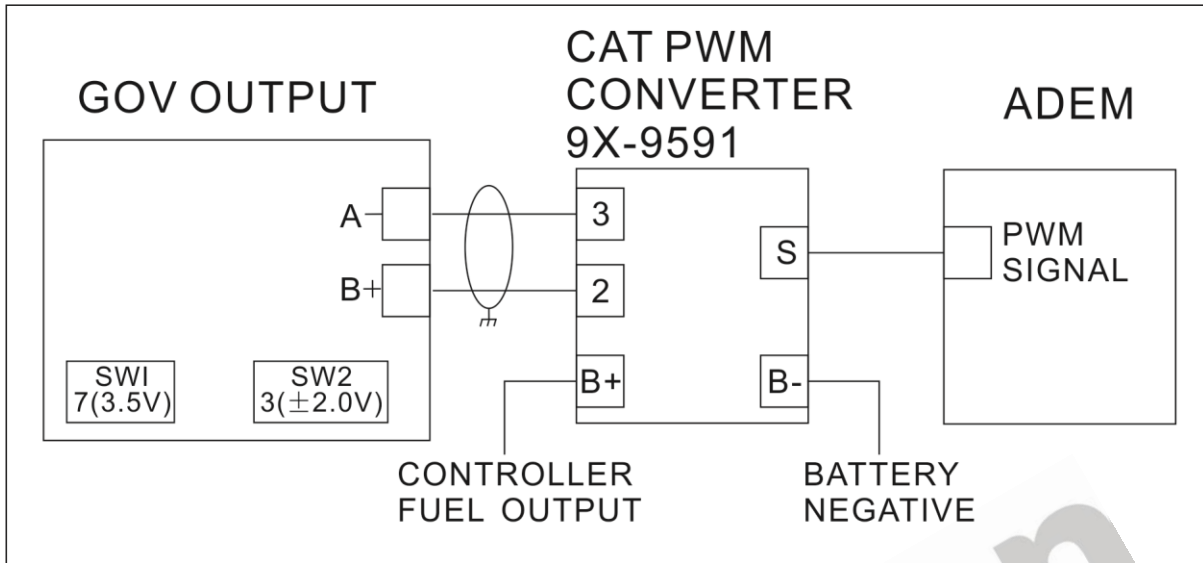 GOV OUTPUT
CAT PWM
CONVERTER
9X-9591
ADEM
A−
B+
3
2
B+
S
B-
PWM
SIGNAL
SWI
7(3.5V)
SW2
3(±2.0V)
CONTROLLER
FUEL OUTPUT
BATTERY
NEGATIVE